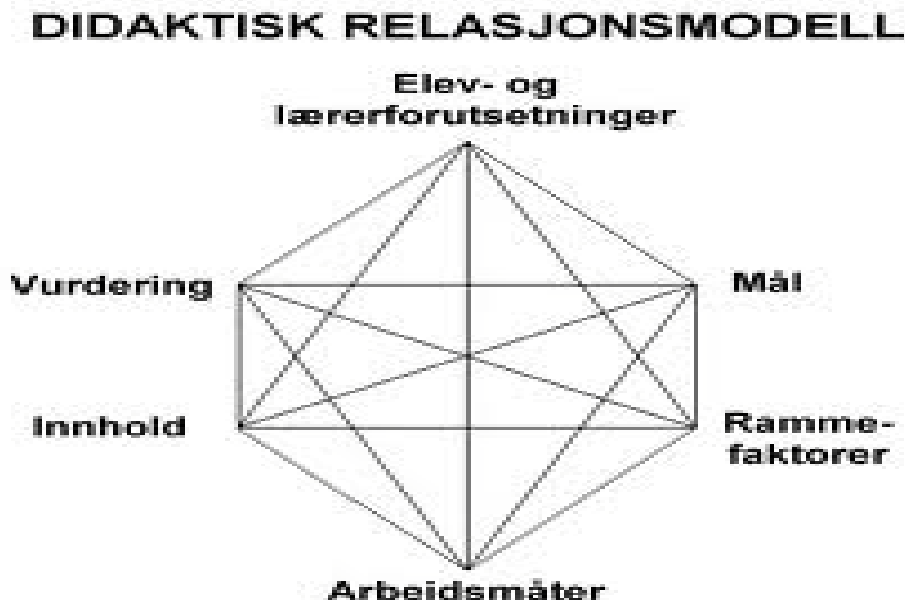 DIDAKTISK RELASJONSMODELL
Elev- og
lærerforutsetninger
Vurdering
Mål
Innhold
Ramme-
faktorer
Arbeidsmåter